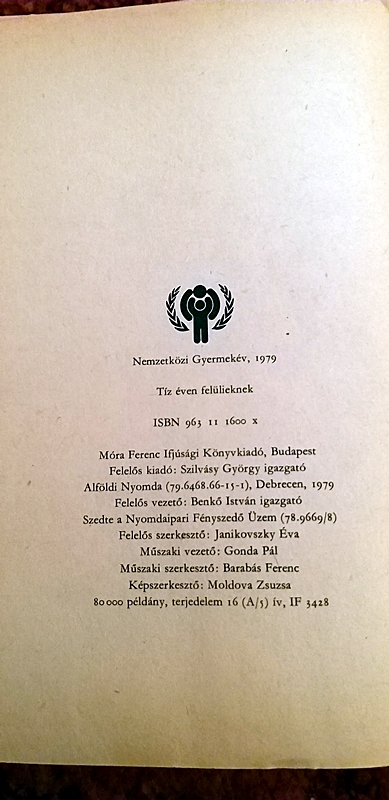 Nemzetközi Gyermekév, 1979
Tíz éven felülieknek
ISBN 963 11 1600 x
Móra Ferenc Ifjúsági Könyvkiadó, Budapest
Felelős kiadó: Szilvásy György igazgató
Alföldi Nyomda (79.6468.66-15-1), Debrecen, 1979
Felelős vezető: Benkő István igazgató
Szedte a Nyomdaipari Fényszedő Üzem (78.9669/8)
Felelős szerkesztő: Janikovszky Éva
Műszaki vezető: Gonda Pál
Műszaki szerkesztő: Barabás Ferenc
Képszerkesztő: Moldova Zsuzsa
80 000 példány, terjedelem 16 (A/5) ív, IF 3428